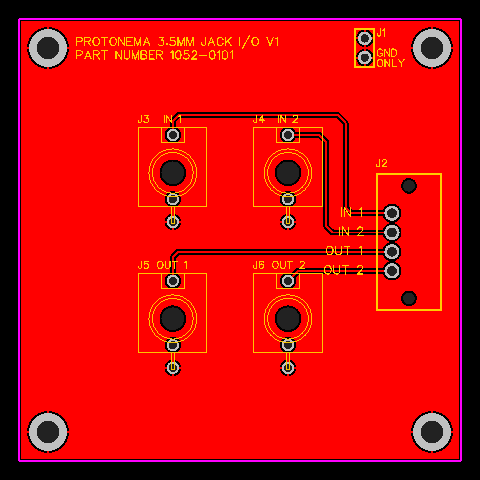 PROTONEMA 3.5MM JACK I/O V1
PART NUMBER 1052-0101
J1
GND
ONLY
J3 IN 1
J4 IN 2
J2
IN 1
IN 2
OUT 1
OUT 2
J5 OUT 1
J6 OUT 2